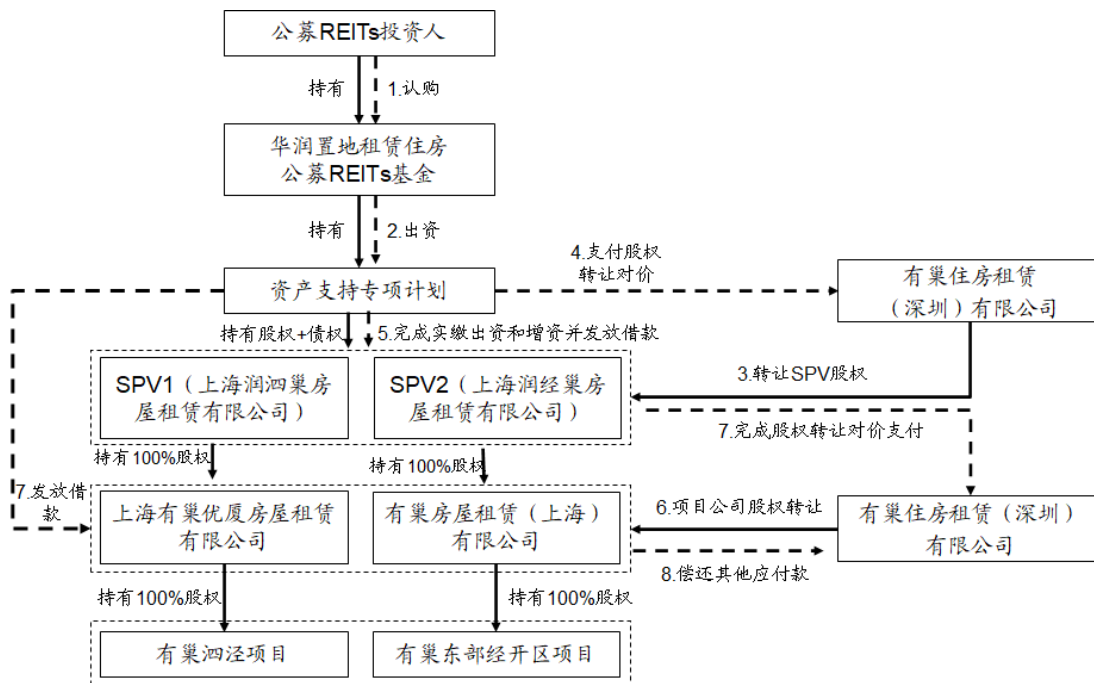 公募REITs投资人
持有
1.认购
华润置地租赁住房
公募REITs基金
持有
2.出资
4.支付股权
转让对价
资产支持专项计划
有巢住房租赁
（深圳）有限公司
持有股权+债权
5.完成实缴出资和增资并发放借款
SPV1（上海润泗巢房
屋租赁有限公司）
SPV2（上海润经巢房
屋租赁有限公司）
3.转让SPV股权
7.完成股权转让对价支付
持有100%股权
持有100%股权
7.发放借
款
上海有巢优厦房屋租赁
有限公司
有巢房屋租赁（上海）
有限公司
6.项目公司股权转让
有巢住房租赁（深圳）
有限公司
8.偿还其他应付款
持有100%股权
持有100%股权
有巢泗泾项目
有巢东部经开区项目